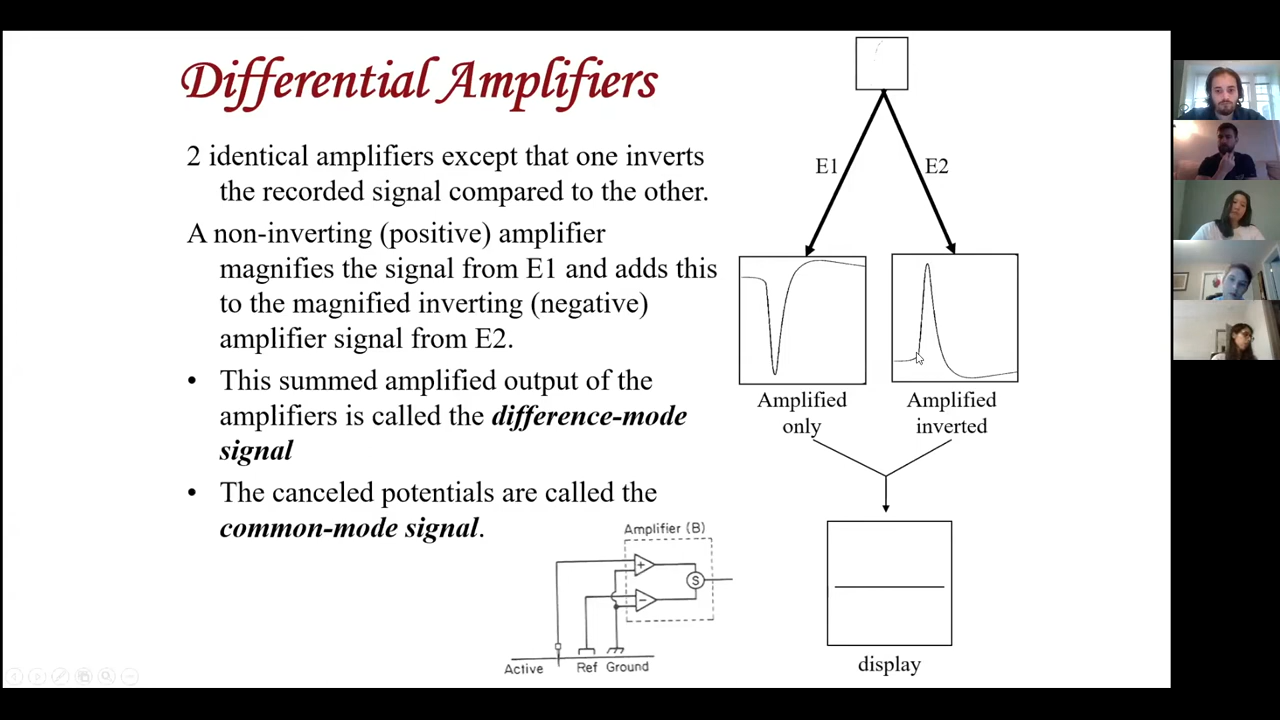 Differential Amplifiers
2 identical amplifiers except that one inverts
the recorded signal compared to the other.
A non-inverting (positive) amplifier
magnifies the signal from E1 and adds this
to the magnified inverting (negative)
amplifier signal from E2.
• This summed amplified output of the
amplifiers is called the difference-mode
signal
• The canceled potentials are called the
common-mode signal.
E1
E2
Amplified
only
Amplified
inverted
display
Amplifier (B)
+
S
−
Active
Ref
Ground